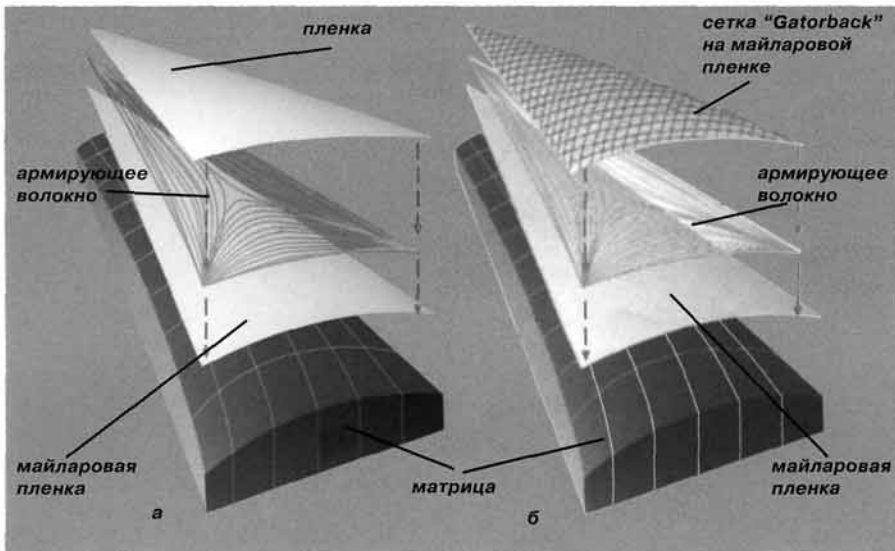 пленка
сетка “Gatorback”
на майларовой
пленке
армирующее
волокно
армирующее
волокно
майларовая
пленка
матрица
майларовая
пленка
а
б